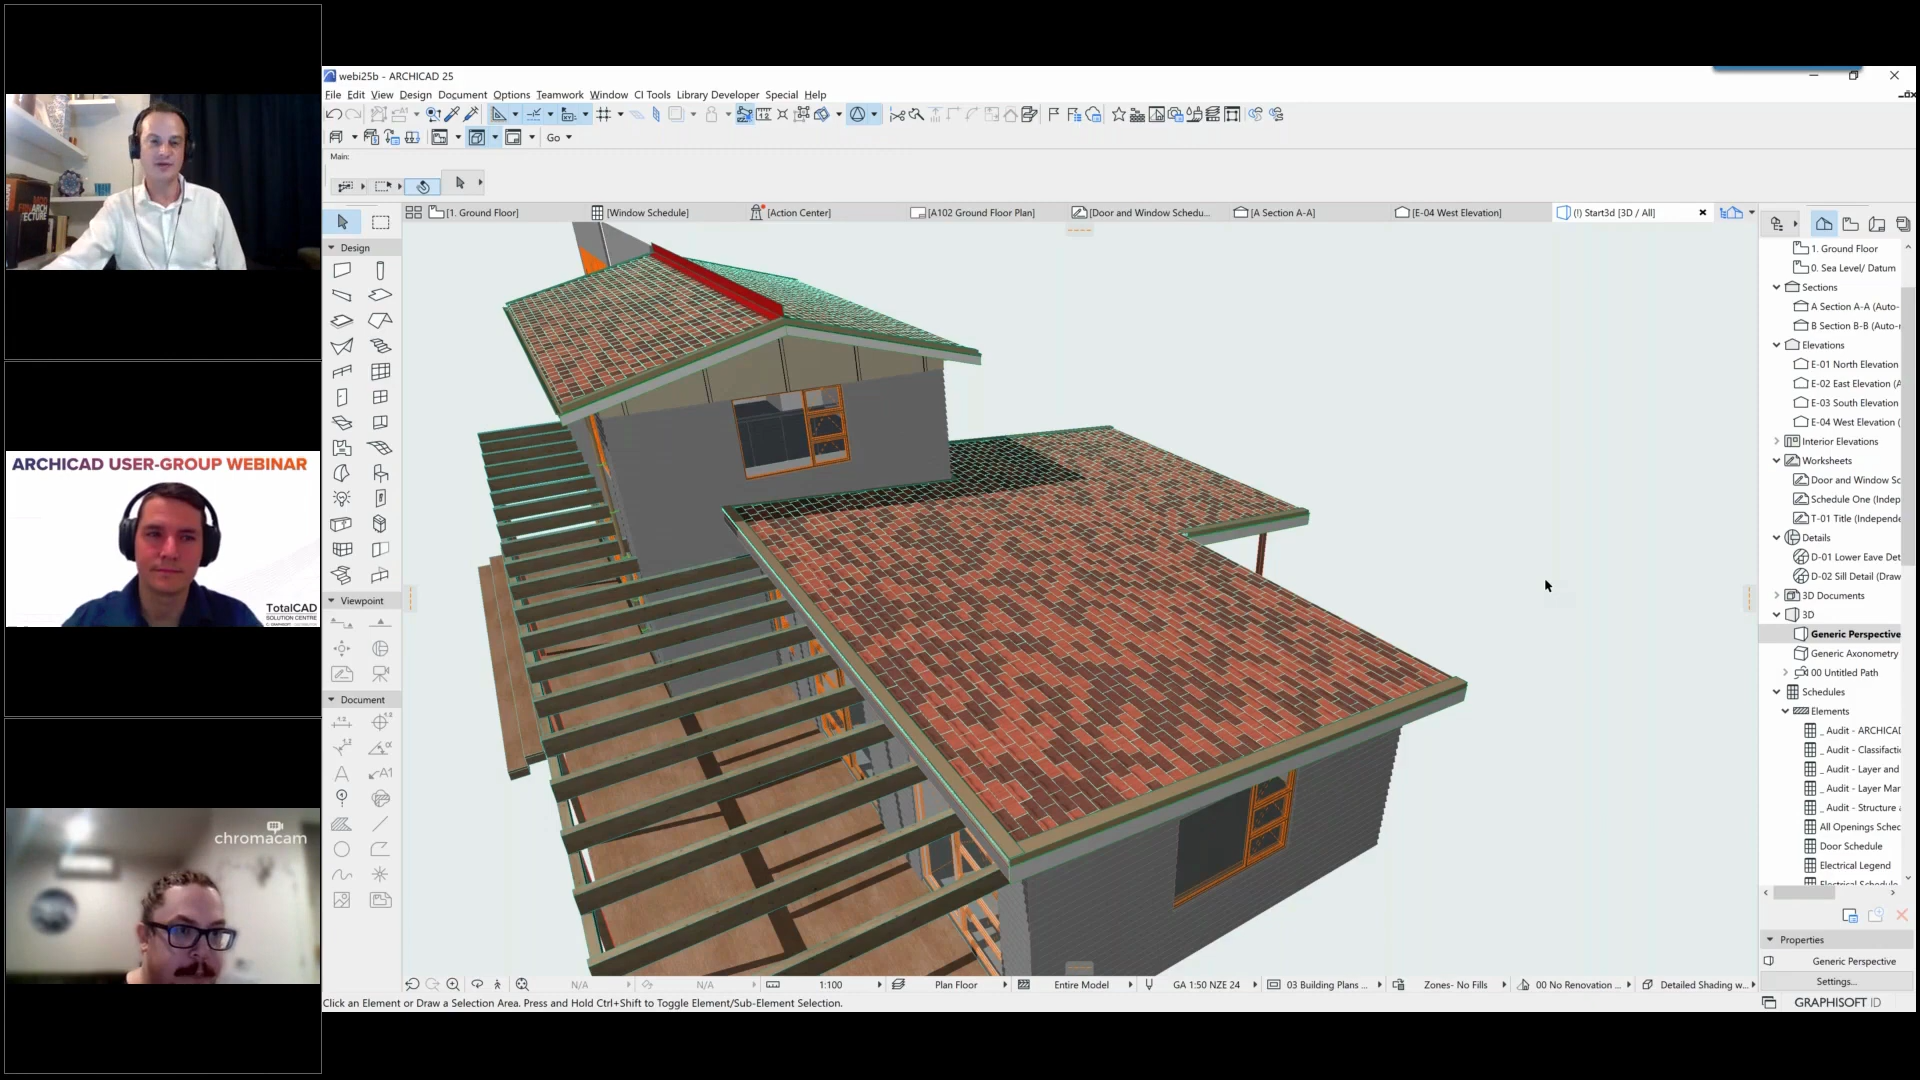 webi25b - ARCHICAD 25
File Edit View Design Document Options Teamwork Window CI Tools Library Developer Special Help
Go
Main:
[1. Ground Floor]
[Window Schedule]
[Action Center]
[A102 Ground Floor Plan]
[Door and Window Schedu...
[A Section A-A]
[E-04 West Elevation]
(!) Start3d [3D / All]
Design
Viewpoint
Document
1. Ground Floor
0. Sea Level/ Datum
Sections
A Section A-A (Auto-
B Section B-B (Auto-
Elevations
E-01 North Elevation
E-02 East Elevation (A
E-03 South Elevation
E-04 West Elevation (
Interior Elevations
Worksheets
Door and Window Sc
Schedule One (Indep
T-01 Title (Independe
Details
D-01 Lower Eave Det
D-02 Sill Detail (Draw
3D Documents
3D
Generic Perspective
Generic Axonometry
00 Untitled Path
Schedules
Elements
_ Audit - ARCHICAD
_ Audit - Classifactio
_ Audit - Layer and
_ Audit - Layer Mar
_ Audit - Structure a
All Openings Sched
Door Schedule
Electrical Legend
Electrical Schedule
Properties
Generic Perspective
Settings...
N/A
N/A
1:100
Plan Floor
Entire Model
GA 1:50 NZE 24
03 Building Plans ...
Zones- No Fills
00 No Renovation ...
Detailed Shading w...
Click an Element or Draw a Selection Area. Press and Hold Ctrl+Shift to Toggle Element/Sub-Element Selection.
GRAPHISOFT ID
ARCHICAD USER-GROUP WEBINAR
TotalCAD
SOLUTION CENTRE
chromacam